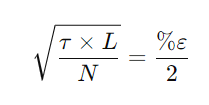 √((τ × L)/N) = %ε/2